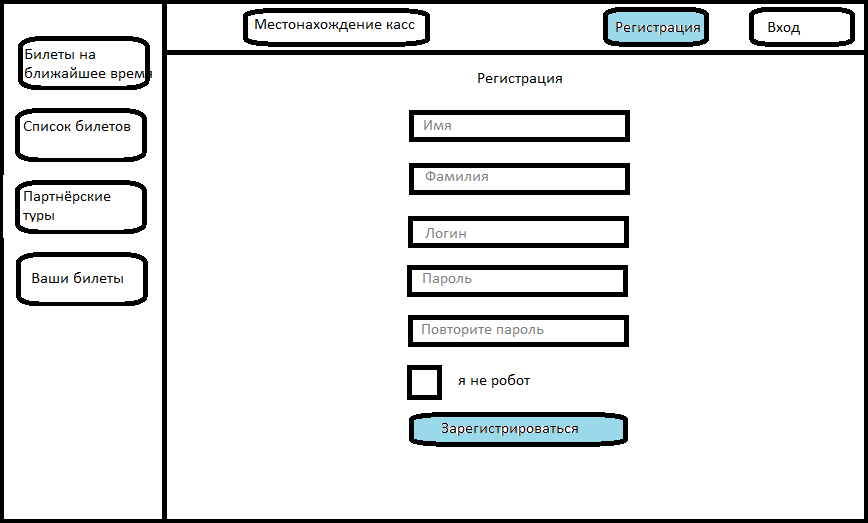 Местонахождение касс
Регистрация
Вход
Билеты на
ближайшее время
Список билетов
Партнёрские
туры
Ваши билеты
Регистрация
Имя
Фамилия
Логин
Пароль
Повторите пароль
я не робот
Зарегистрироваться